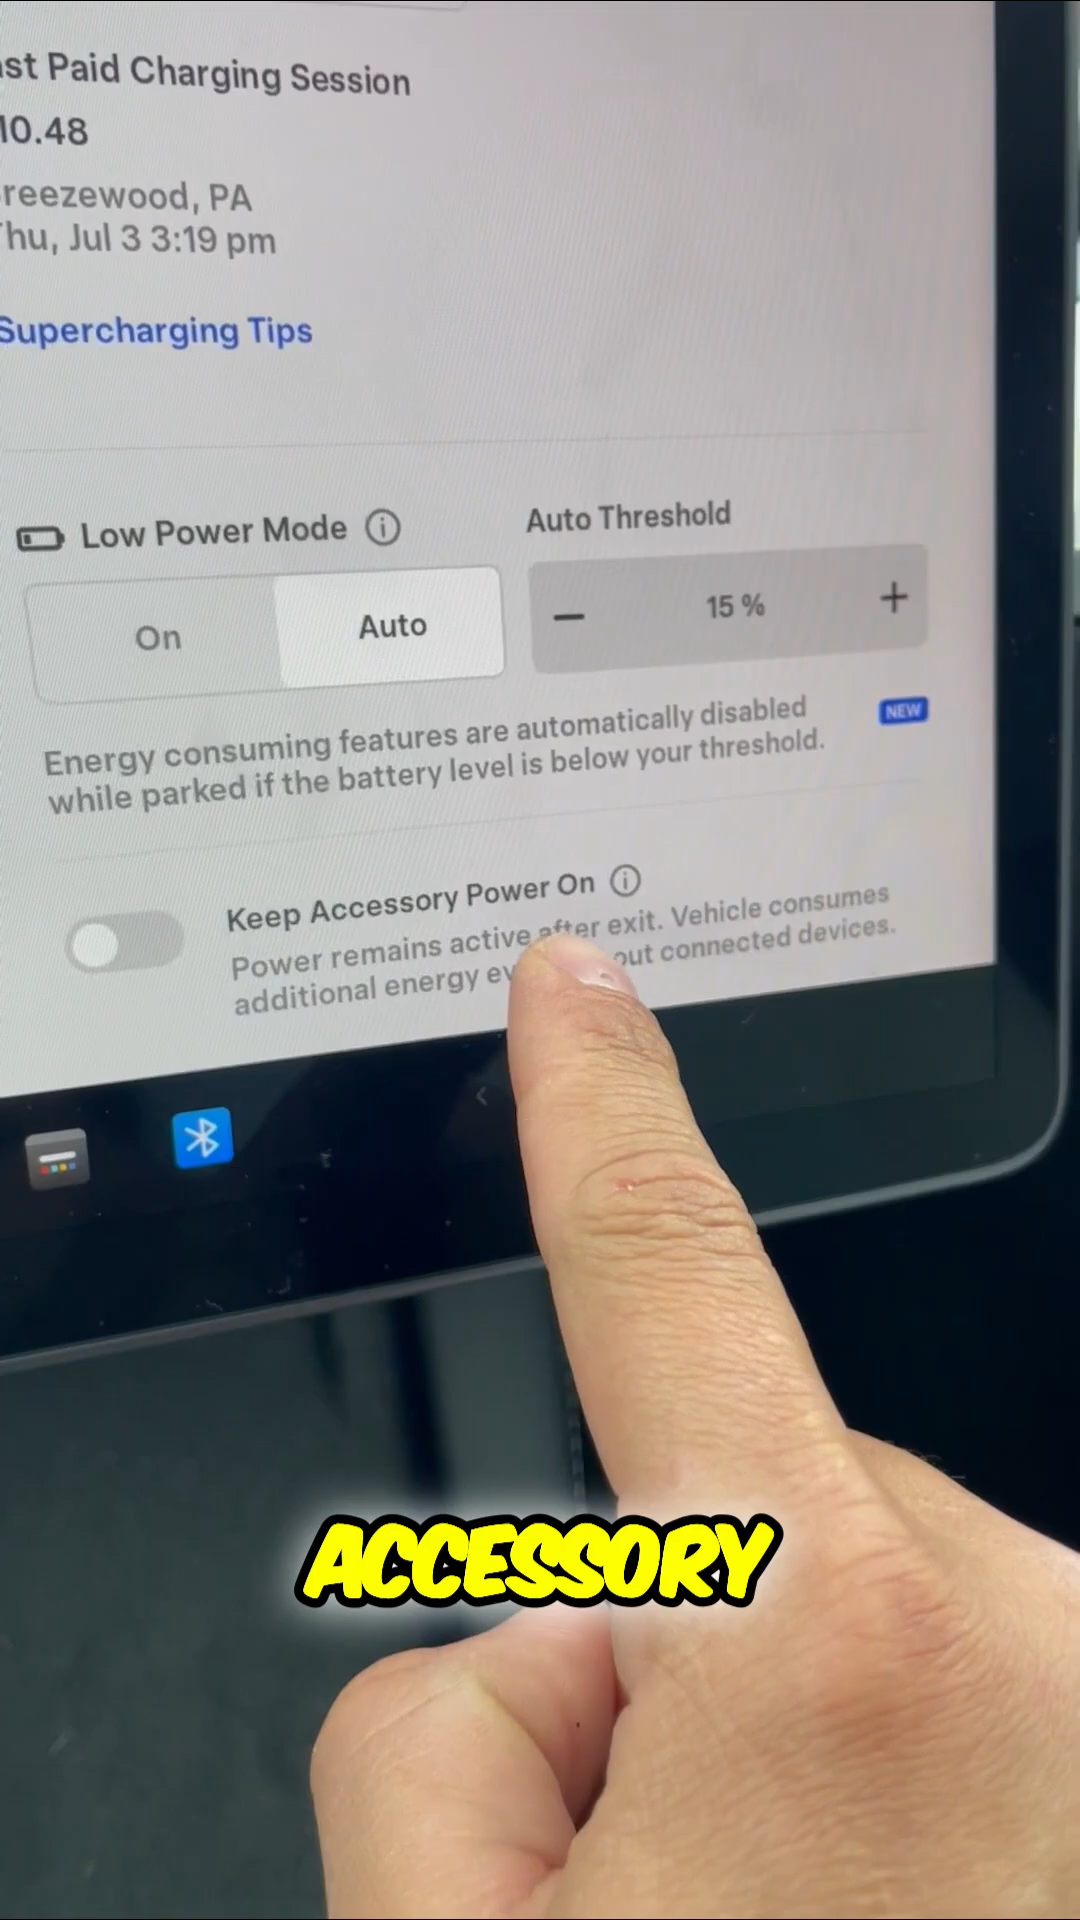 Paid Charging Session
10.48
reezewood, PA
Thu, Jul 3 3:19 pm
Supercharging Tips
Low Power Mode
Auto Threshold
On
Auto
15 %
Energy consuming features are automatically disabled
while parked if the battery level is below your threshold.
NEW
Keep Accessory Power On
Power remains active after exit. Vehicle consumes
additional energy out connected devices.
ACCESSORY